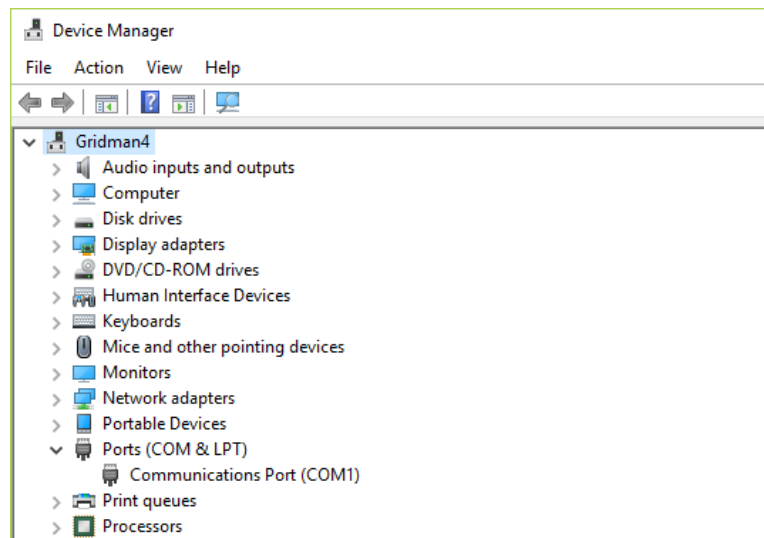 Device Manager
File Action View Help
?
Gridman4
Audio inputs and outputs
Computer
Disk drives
Display adapters
DVD/CD-ROM drives
Human Interface Devices
Keyboards
Mice and other pointing devices
Monitors
Network adapters
Portable Devices
Ports (COM & LPT)
Communications Port (COM1)
Print queues
Processors